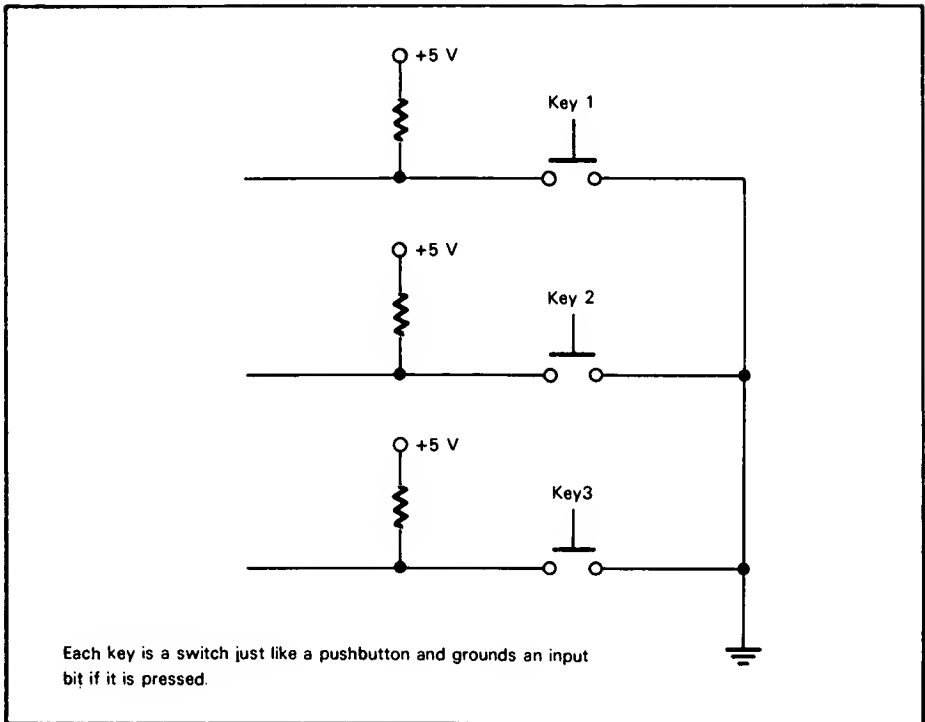 +5 V
Key 1
+5 V
Key 2
+5 V
Key3
Each key is a switch just like a pushbutton and grounds an input
bit if it is pressed.